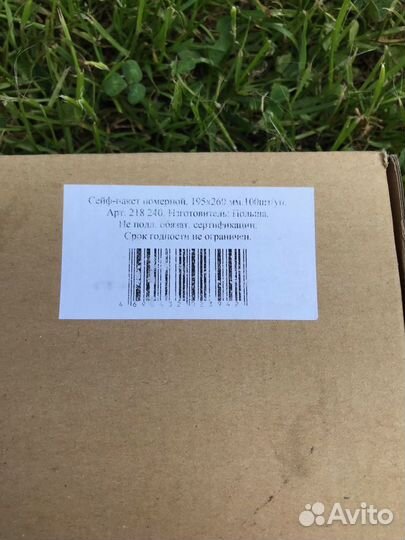 Сейф-пакет номерной. 195x260 мм.100шт/уп.
Арт. 218 240. Изготовитель: Польша.
Не подл. обязат. сертификации.
Срок годности не ограничен.
Avito